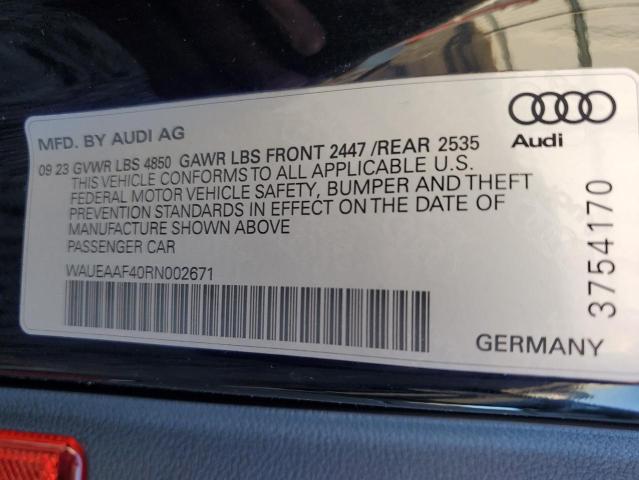 MFD. BY AUDI AG
09 23 GVWR LBS 4850 GAWR LBS FRONT 2447 /REAR 2535
THIS VEHICLE CONFORMS TO ALL APPLICABLE U.S.
FEDERAL MOTOR VEHICLE SAFETY, BUMPER AND THEFT
PREVENTION STANDARDS IN EFFECT ON THE DATE OF
MANUFACTURE SHOWN ABOVE
PASSENGER CAR
WAUEAAF40RN002671
Audi
3754170
GERMANY